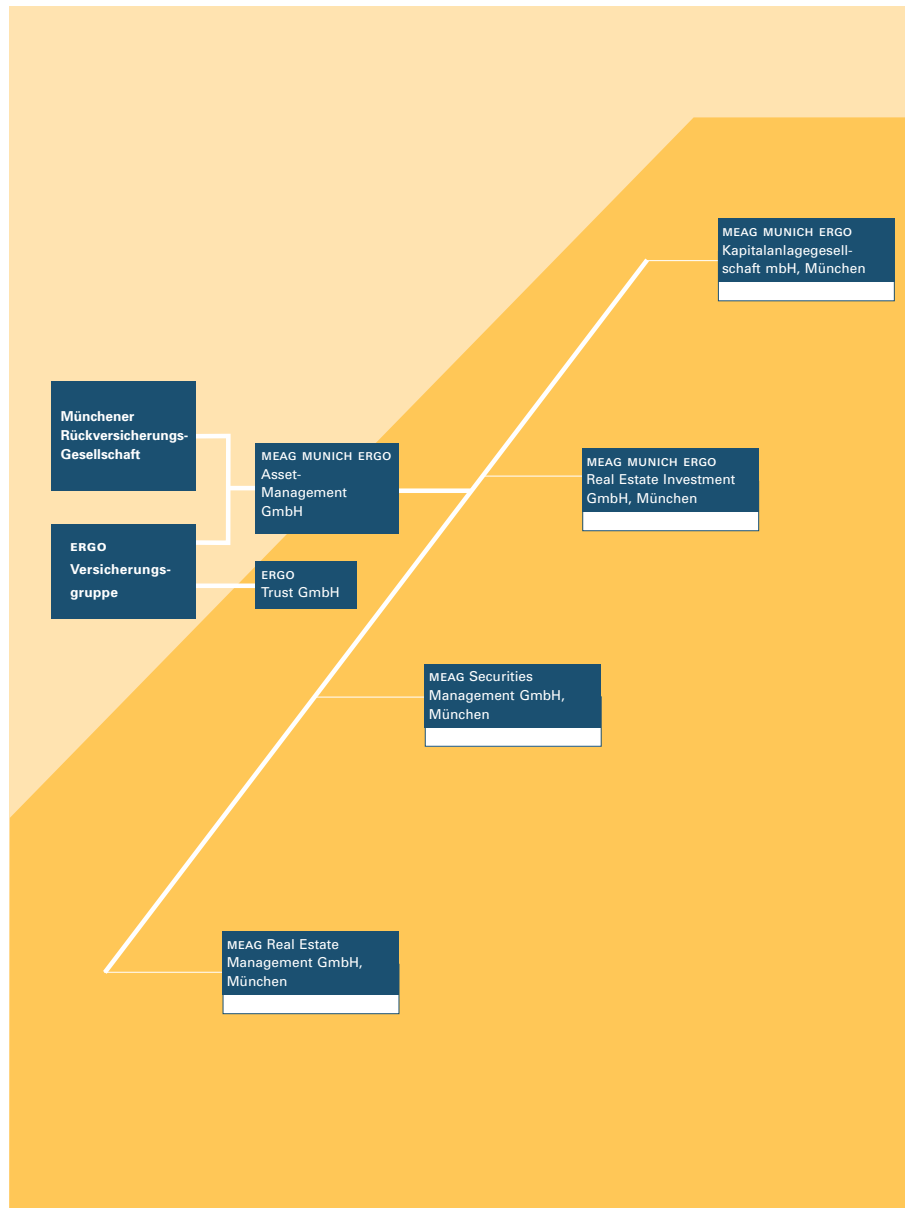 MEAG MUNICH ERGO
Kapitalanlagegesell-
schaft mbH, München
Münchener
Rückversicherungs-
Gesellschaft
MEAG MUNICH ERGO
Asset-
Management
GmbH
MEAG MUNICH ERGO
Real Estate Investment
GmbH, München
ERGO
Versicherungs-
gruppe
ERGO
Trust GmbH
MEAG Securities
Management GmbH,
München
MEAG Real Estate
Management GmbH,
München